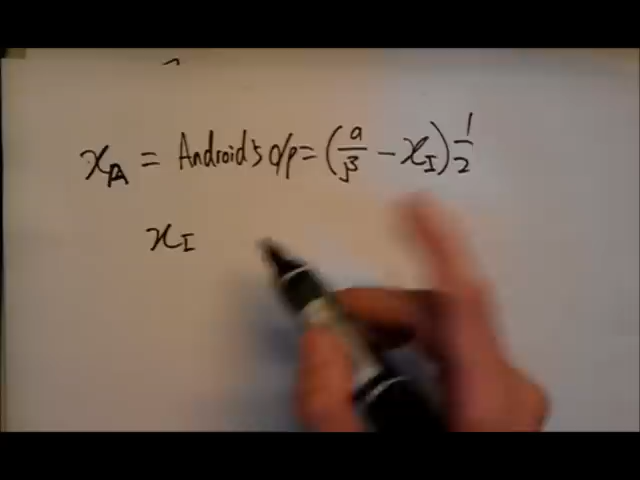 x_A = Android's o/p = (a/β − x_I) 1/2
x_I